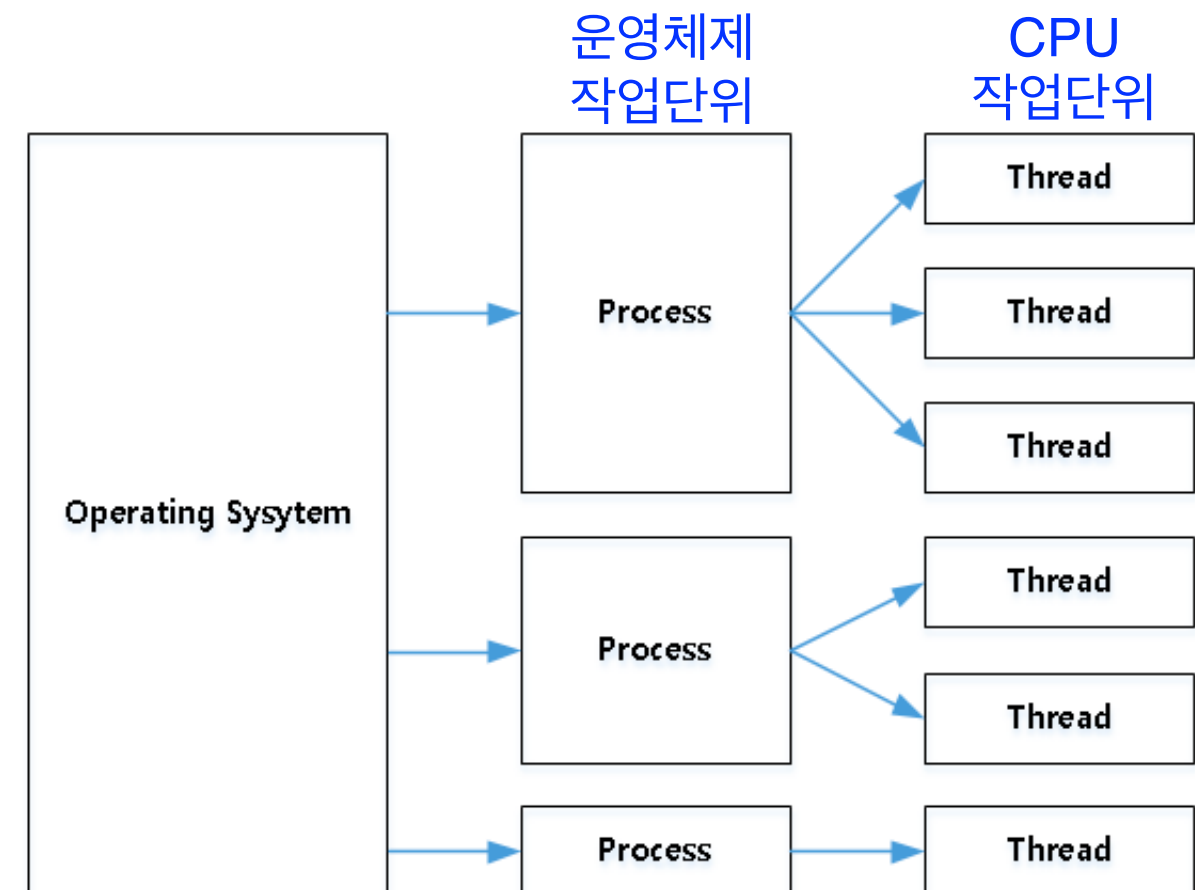 운영체제
작업단위
CPU
작업단위
Thread
Process
Thread
Thread
Operating Sysytem
Thread
Process
Thread
Process
Thread